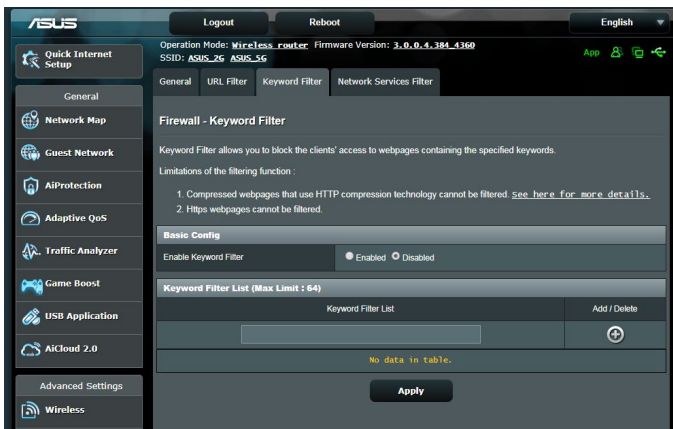 ASUS
Logout
Reboot
English
Quick Internet Setup
Operation Mode: Wireless router Firmware Version: 3.0.0.4.384_4360
SSID: ASUS_2G ASUS_5G
App
General
URL Filter
Keyword Filter
Network Services Filter
General
Network Map
Guest Network
AiProtection
Adaptive QoS
Traffic Analyzer
Game Boost
USB Application
AiCloud 2.0
Advanced Settings
Wireless
Firewall - Keyword Filter
Keyword Filter allows you to block the clients' access to webpages containing the specified keywords.
Limitations of the filtering function :
1. Compressed webpages that use HTTP compression technology cannot be filtered. See here for more details.
2. Https webpages cannot be filtered.
Basic Config
Enable Keyword Filter
Enabled Disabled
Keyword Filter List (Max Limit : 64)
Keyword Filter List
Add / Delete
No data in table.
Apply